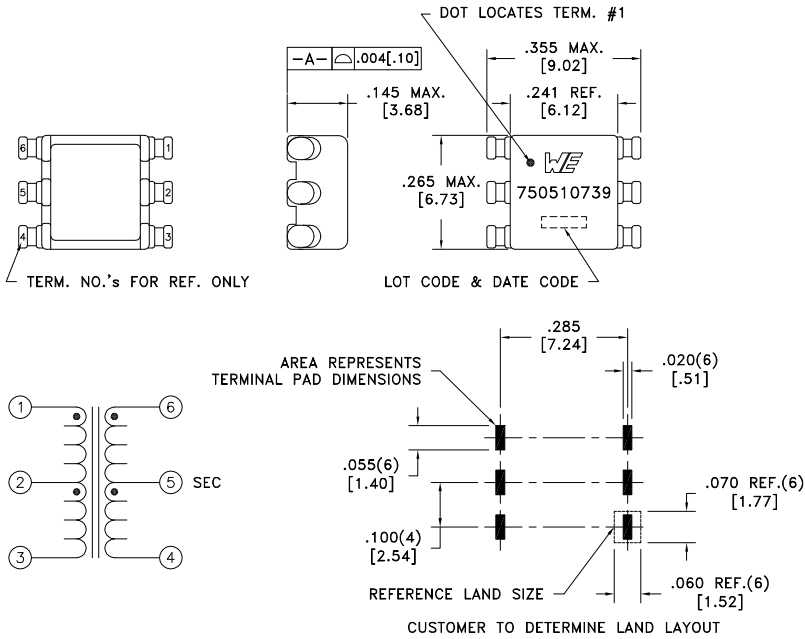 DOT LOCATES TERM. #1
-A- ⌓ .004[.10]
.355 MAX.
[9.02]
.145 MAX.
[3.68]
.241 REF.
[6.12]
6
1
5
2
4
3
.265 MAX.
[6.73]
WE
750510739
TERM. NO.'s FOR REF. ONLY
LOT CODE & DATE CODE
.285
[7.24]
AREA REPRESENTS
TERMINAL PAD DIMENSIONS
.020(6)
[.51]
1
6
2
5 SEC
3
4
.055(6)
[1.40]
.070 REF.(6)
[1.77]
.100(4)
[2.54]
REFERENCE LAND SIZE
.060 REF.(6)
[1.52]
CUSTOMER TO DETERMINE LAND LAYOUT